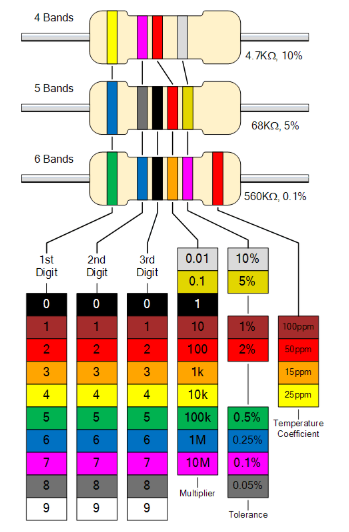 4 Bands
4.7KΩ, 10%
5 Bands
68KΩ, 5%
6 Bands
560KΩ, 0.1%
1st
Digit
2nd
Digit
3rd
Digit
0.01 10%
0.1 5%
0 0 0 1
1 1 1 10 1% 100ppm
2 2 2 100 2% 50ppm
3 3 3 1k 15ppm
4 4 4 10k 25ppm
5 5 5 100k 0.5%
6 6 6 1M 0.25%
7 7 7 10M 0.1%
8 8 8 0.05%
9 9 9
Temperature
Coefficient
Multiplier
Tolerance